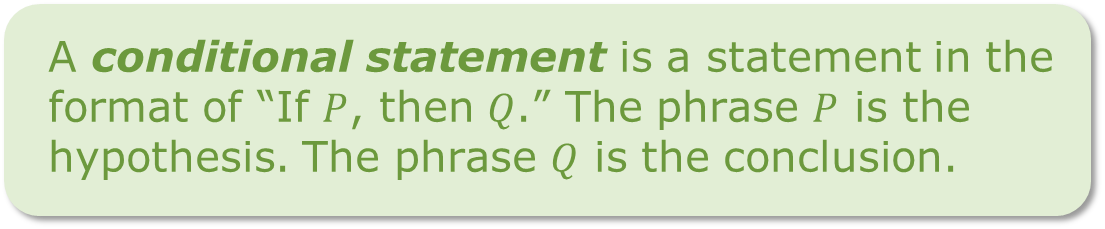 A conditional statement is a statement in the
format of “If P, then Q.” The phrase P is the
hypothesis. The phrase Q is the conclusion.